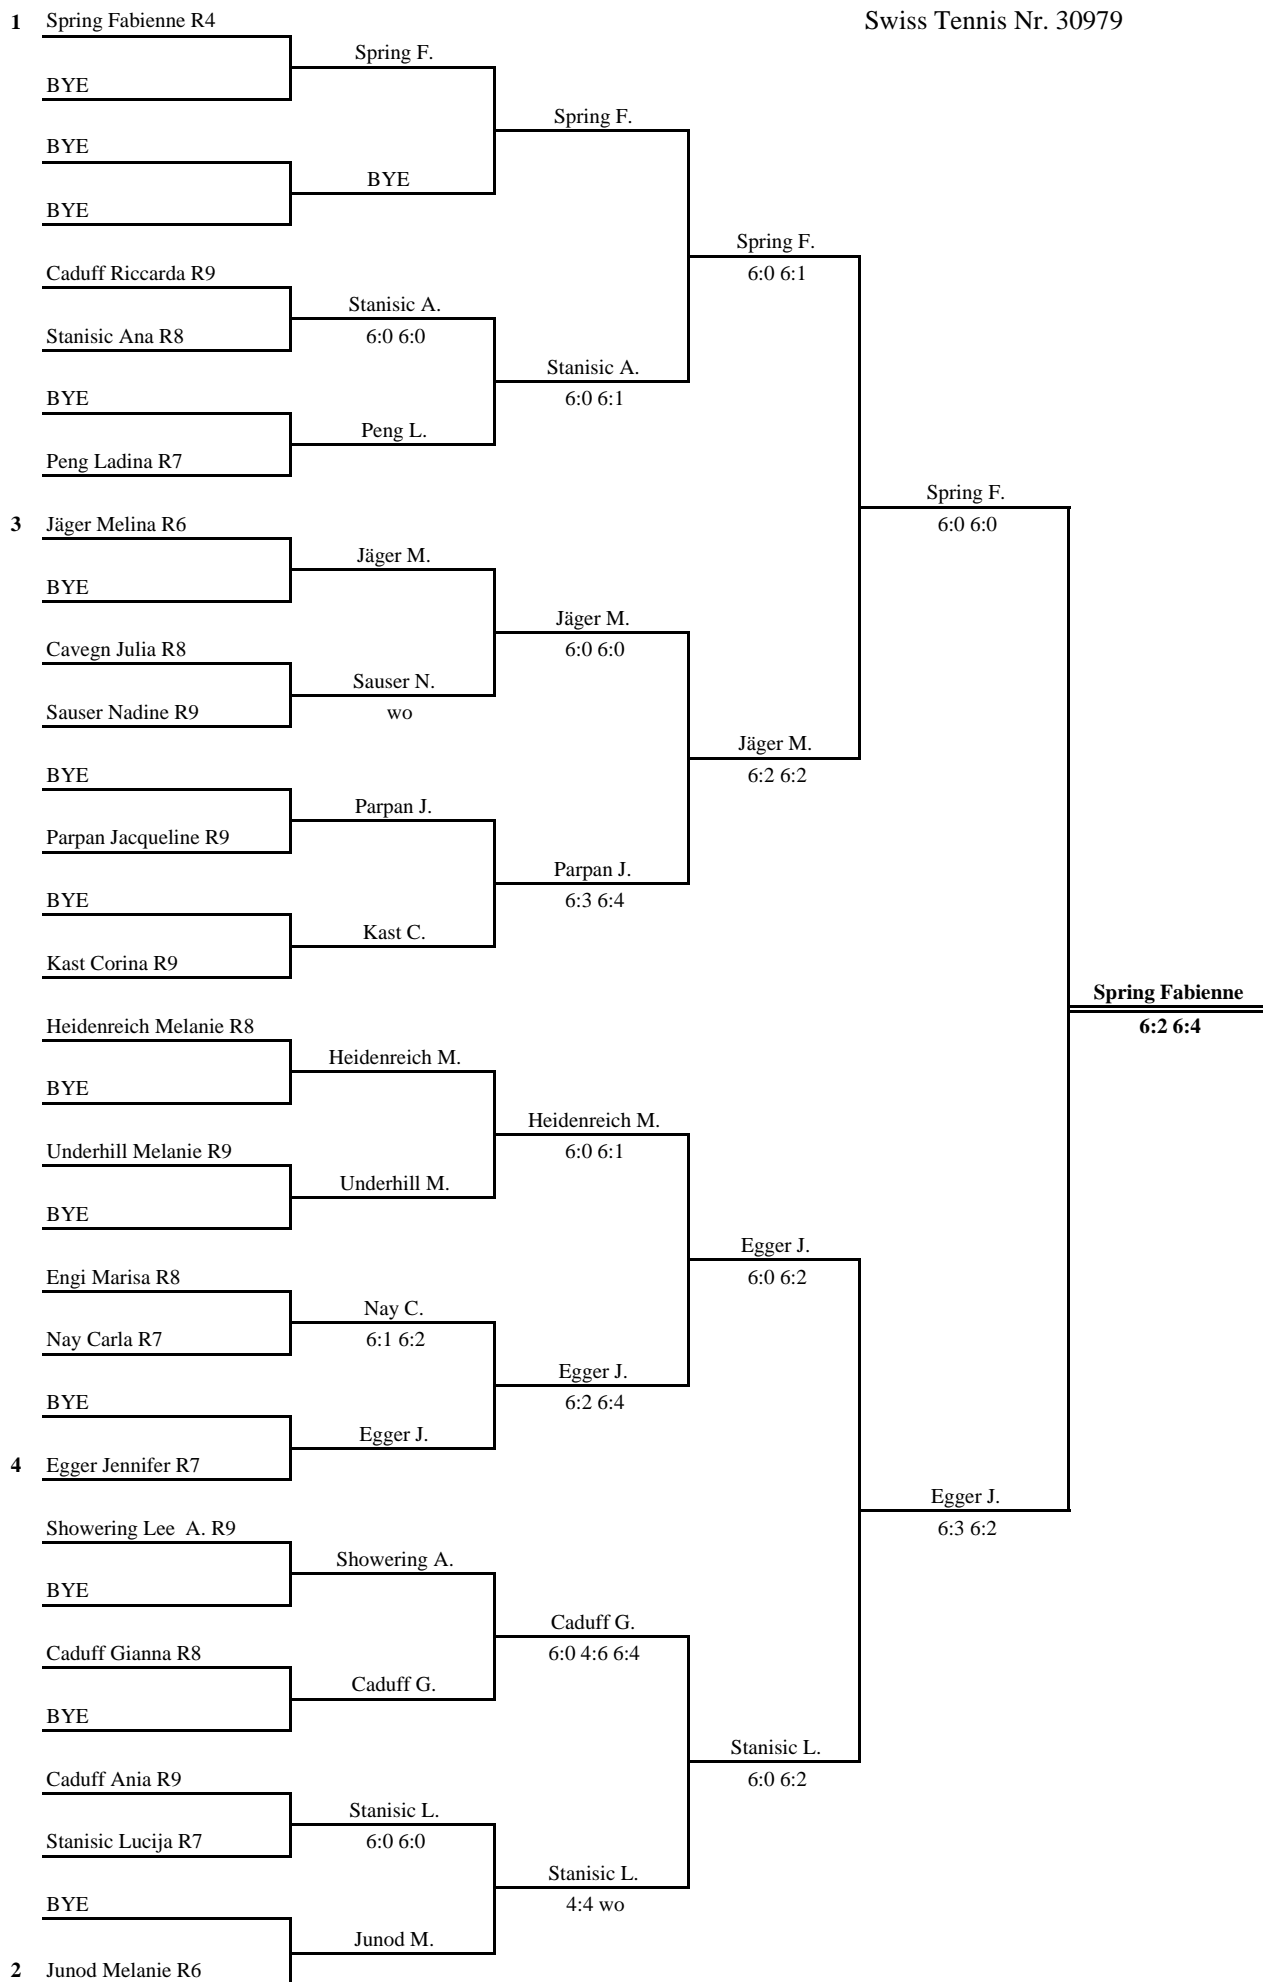 Swiss Tennis Nr. 30979
1 Spring Fabienne R4
Spring F.
BYE
Spring F.
BYE
BYE
BYE
Spring F.
6:0 6:1
Caduff Riccarda R9
Stanisic A.
6:0 6:0
Stanisic Ana R8
Stanisic A.
6:0 6:1
BYE
Peng L.
Peng Ladina R7
Spring F.
6:0 6:0
3 Jäger Melina R6
Jäger M.
BYE
Jäger M.
6:0 6:0
Cavegn Julia R8
Sauser N.
wo
Sauser Nadine R9
Jäger M.
6:2 6:2
BYE
Parpan J.
Parpan Jacqueline R9
Parpan J.
6:3 6:4
BYE
Kast C.
Kast Corina R9
Spring Fabienne
6:2 6:4
Heidenreich Melanie R8
Heidenreich M.
BYE
Heidenreich M.
6:0 6:1
Underhill Melanie R9
Underhill M.
BYE
Egger J.
6:0 6:2
Engi Marisa R8
Nay C.
6:1 6:2
Nay Carla R7
Egger J.
6:2 6:4
BYE
Egger J.
4 Egger Jennifer R7
Egger J.
6:3 6:2
Showering Lee A. R9
Showering A.
BYE
Caduff G.
6:0 4:6 6:4
Caduff Gianna R8
Caduff G.
BYE
Stanisic L.
6:0 6:2
Caduff Ania R9
Stanisic L.
6:0 6:0
Stanisic Lucija R7
Stanisic L.
4:4 wo
BYE
Junod M.
2 Junod Melanie R6